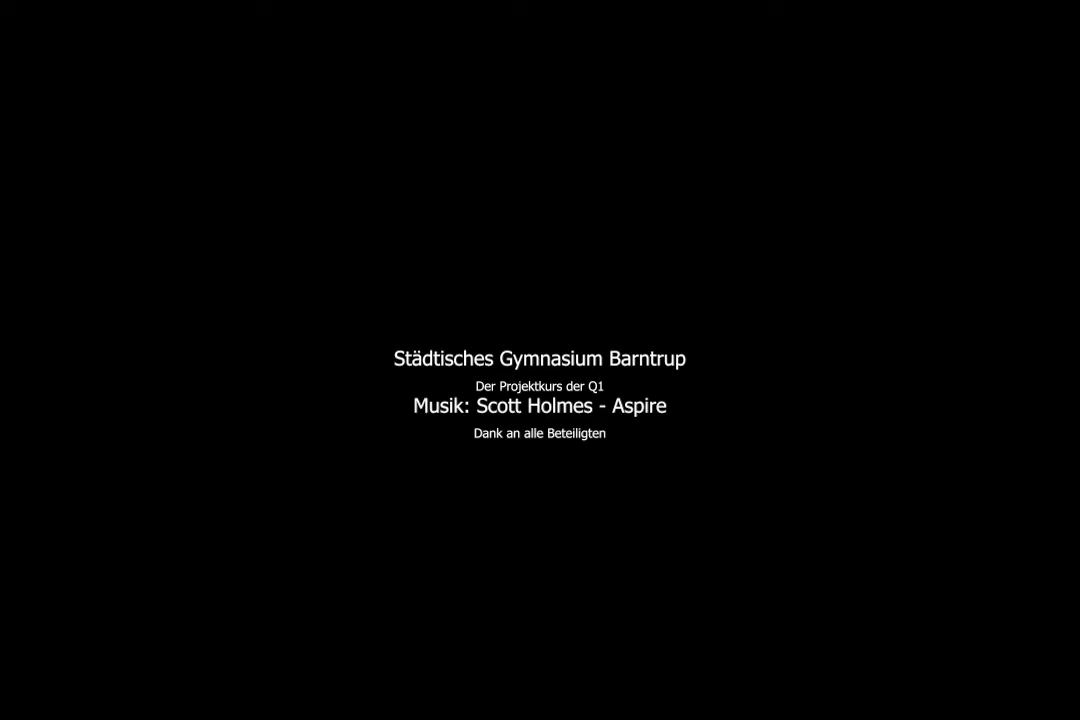 Städtisches Gymnasium Barntrup
Der Projektkurs der Q1
Musik: Scott Holmes - Aspire
Dank an alle Beteiligten